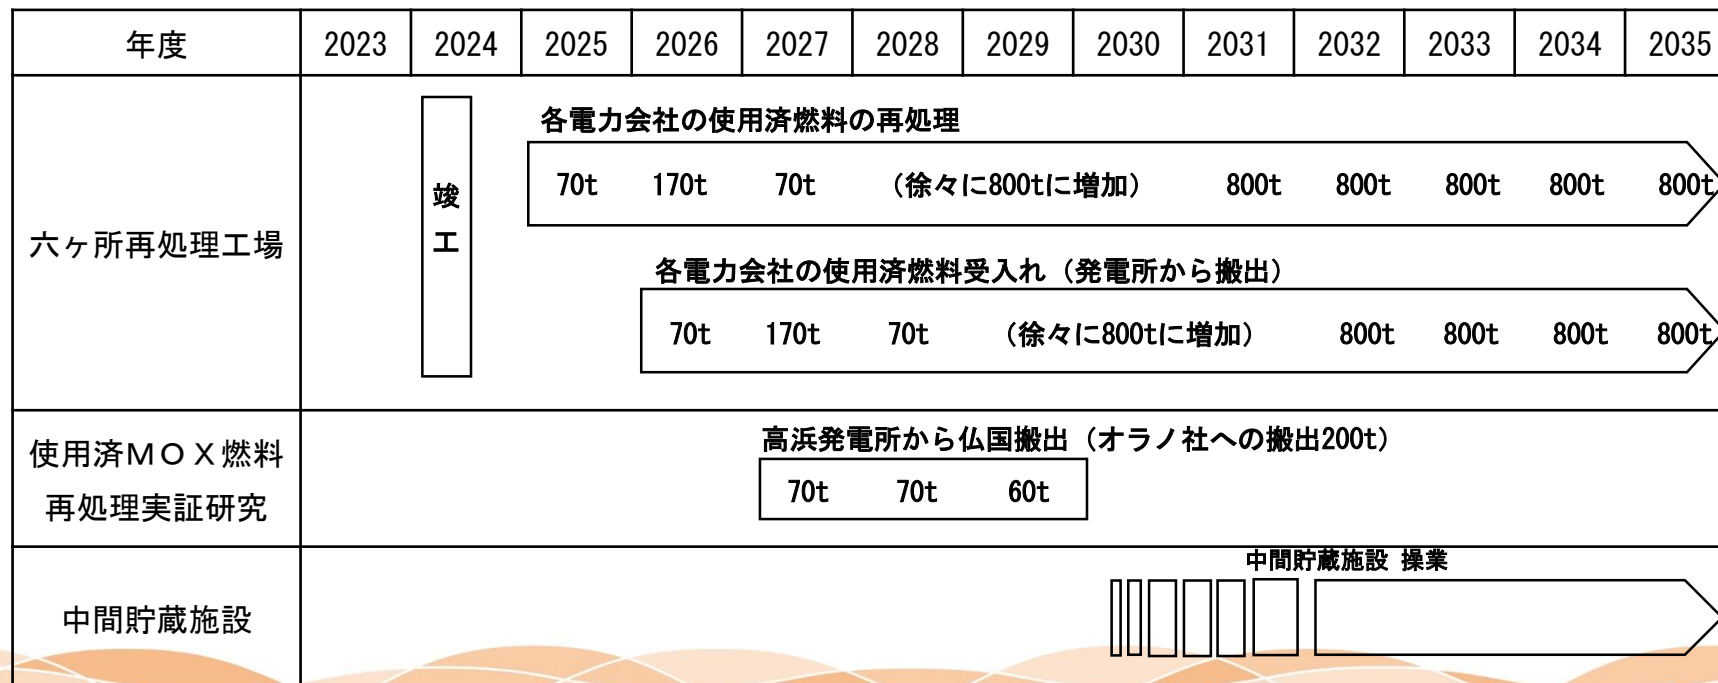 年度 2023 2024 2025 2026 2027 2028 2029 2030 2031 2032 2033 2034 2035
六ヶ所再処理工場
竣
工
各電力会社の使用済燃料の再処理
70t 170t 70t （徐々に800tに増加） 800t 800t 800t 800t 800t
各電力会社の使用済燃料受入れ（発電所から搬出）
70t 170t 70t （徐々に800tに増加） 800t 800t 800t 800t
使用済ＭＯＸ燃料
再処理実証研究
高浜発電所から仏国搬出（オラノ社への搬出200t）
70t 70t 60t
中間貯蔵施設
中間貯蔵施設 操業